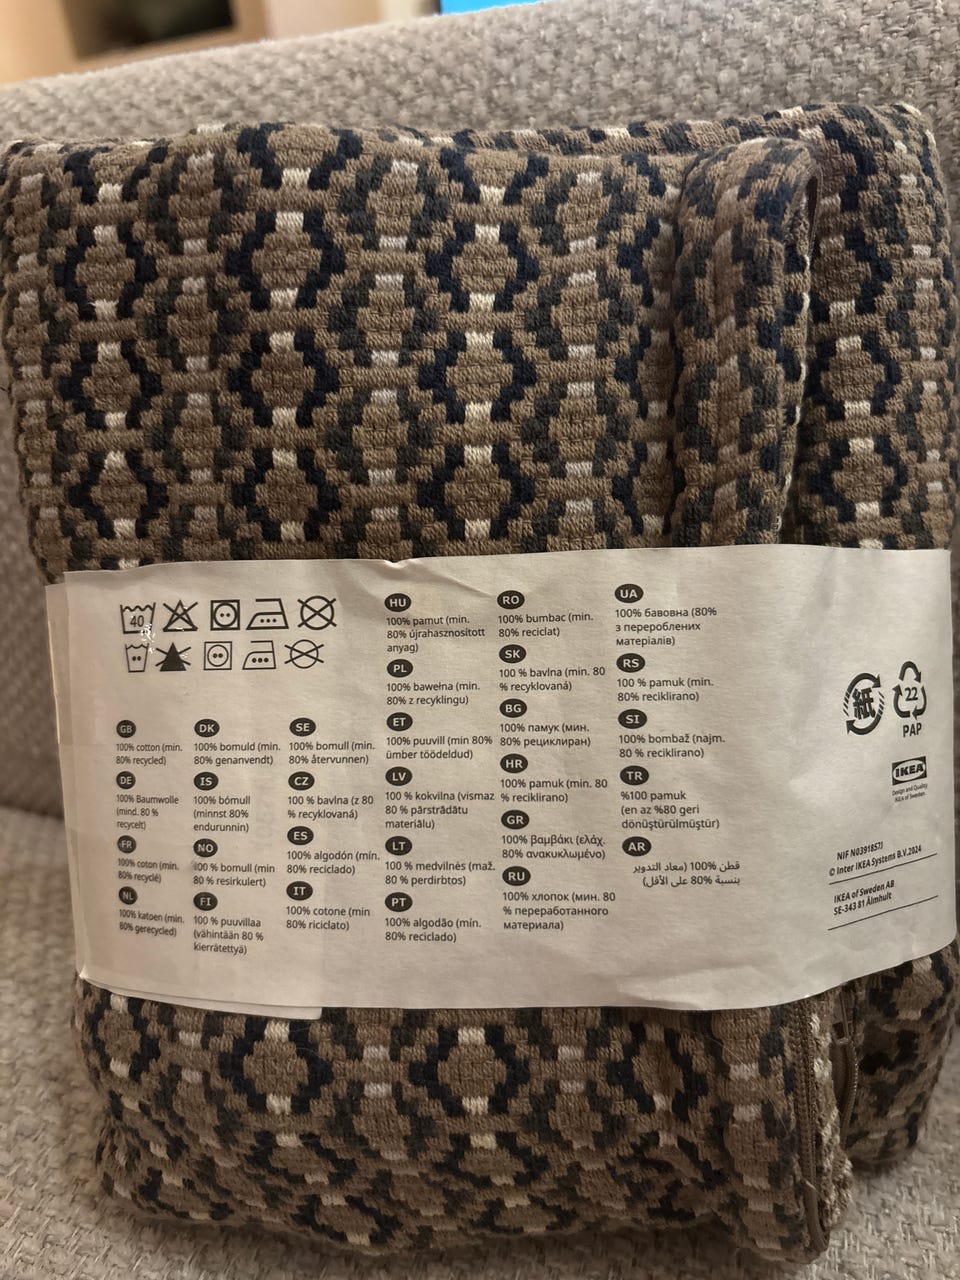 40
GB
100% cotton (min.
80% recycled)
DE
100% Baumwolle
(mind. 80 %
recycelt)
FR
100% coton (min.
80% recyclé)
NL
100% katoen (min.
80% gerecycled)
DK
100% bomuld (min.
80% genanvendt)
IS
100% bómull
(minnst 80%
endurunnin)
NO
100 % bomull (min
80 % resirkulert)
FI
100 % puuvillaa
(vähintään 80 %
kierrätettyä)
SE
100% bomull (min.
80% återvunnen)
CZ
100 % bavlna (z 80
% recyklovaná)
ES
100% algodón (min.
80% reciclado)
IT
100% cotone (min
80% riciclato)
HU
100% pamut (min.
80% újrahasznosított
anyag)
PL
100% bawełna (min.
80% z recyklingu)
ET
100% puuvill (min 80%
ümber töödeldud)
LV
100 % kokvilna (vismaz
80 % pārstrādātu
materiālu)
LT
100 % medvilnės (maž.
80 % perdirbtos)
PT
100% algodão (min.
80% reciclado)
RO
100% bumbac (min.
80% reciclat)
SK
100 % bavlna (min. 80
% recyklovaná)
BG
100% памук (мин.
80% рециклиран)
HR
100% pamuk (min. 80
% reciklirano)
GR
100% βαμβάκι (ελάχ.
80% ανακυκλωμένο)
RU
100% хлопок (мин. 80
% переработанного
материала)
UA
100% бавовна (80%
з перероблених
матеріалів)
RS
100 % pamuk (min.
80% reciklirano)
SI
100% bombaž (najm.
80 % reciklirano)
TR
%100 pamuk
(en az %80 geri
dönüştürülmüştür)
AR
قطن 100% (معاد التدوير
بنسبة 80% على الأقل)
紙
22
PAP
IKEA
Design and Quality
IKEA of Sweden
NIF N0391857J
© Inter IKEA Systems B.V.2024
IKEA of Sweden AB
SE-343 81 Älmhult